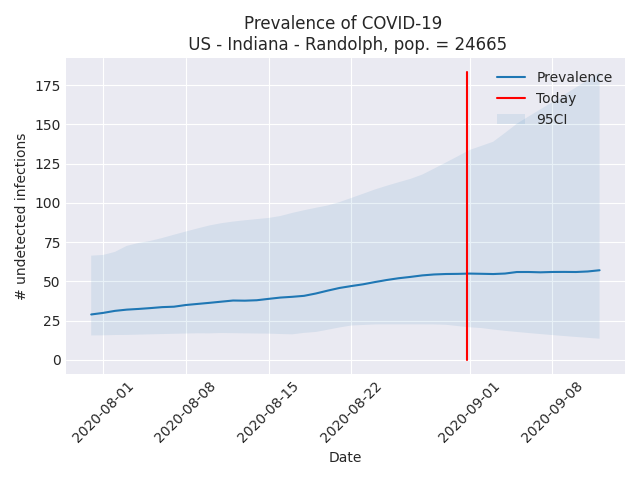 Prevalence of COVID-19
US - Indiana - Randolph, pop. = 24665
Prevalence
Today
95CI
# undetected infections
175
150
125
100
75
50
25
0
2020-08-01
2020-08-08
2020-08-15
2020-08-22
2020-09-01
2020-09-08
Date